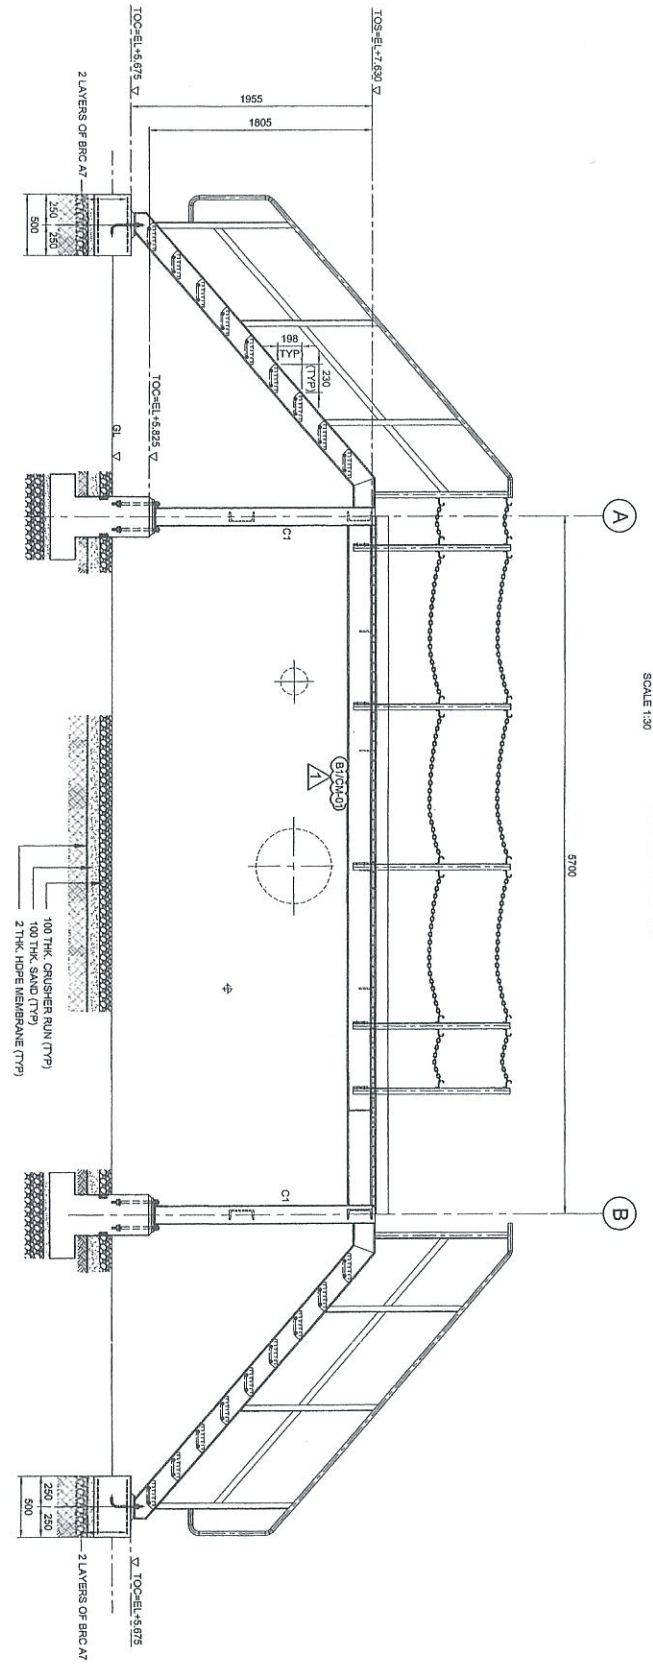 SCALE 1:30
A
B
5700
TOS=EL+7.630
1955
1805
TOC=EL+5.675
2 LAYERS OF BRC A7
250
250
500
198
(TYP)
230
(TYP)
TOC=EL+5.825
GL
C1
B1/CM-01
1
C1
100 THK. CRUSHER RUN (TYP)
100 THK. SAND (TYP)
2 THK. HDPE MEMBRANE (TYP)
TOC=EL+5.675
250
250
500
2 LAYERS OF BRC A7